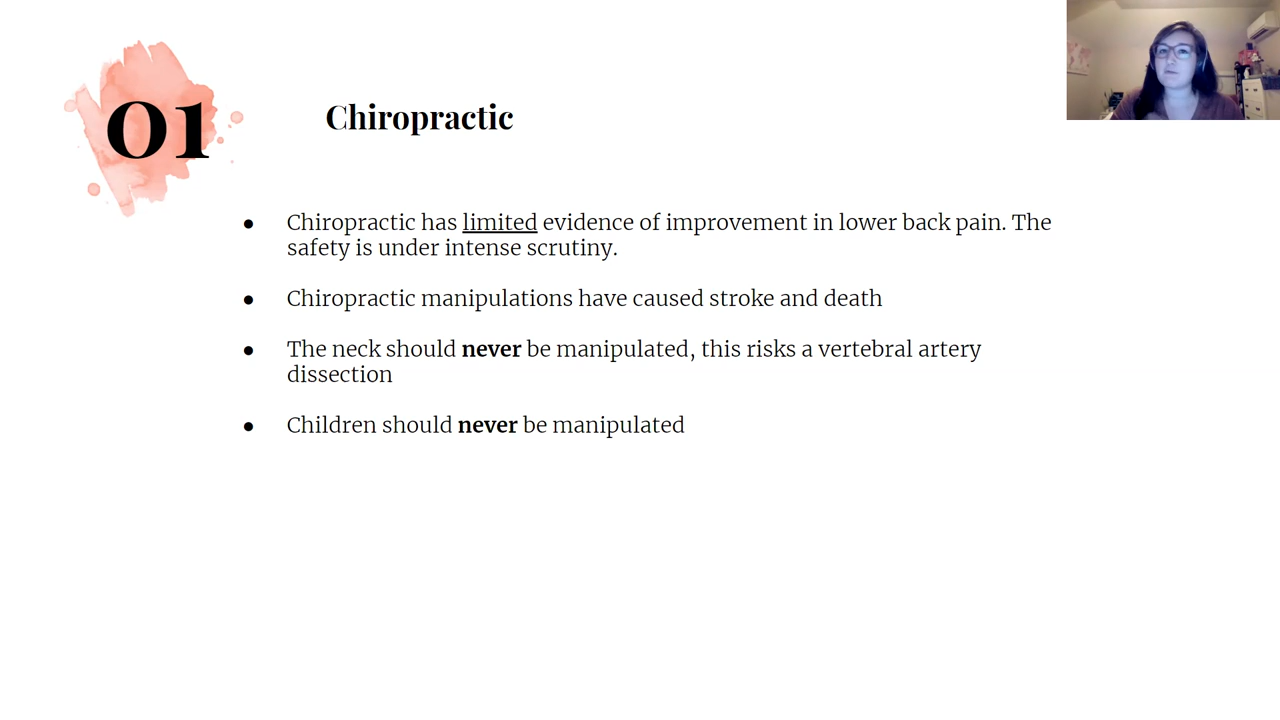 01
Chiropractic
● Chiropractic has limited evidence of improvement in lower back pain. The
safety is under intense scrutiny.
● Chiropractic manipulations have caused stroke and death
● The neck should never be manipulated, this risks a vertebral artery
dissection
● Children should never be manipulated